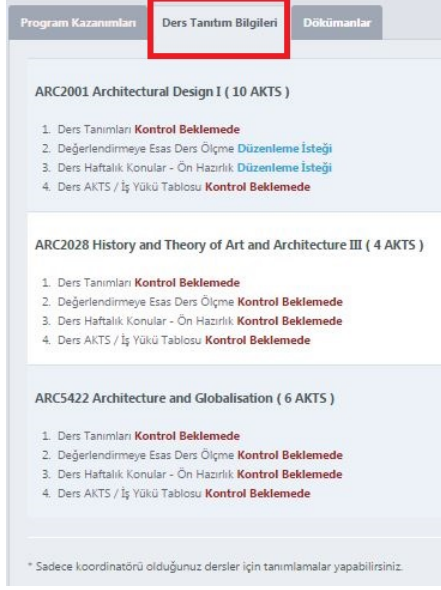 Program Kazanımları Ders Tanıtım Bilgileri Dökümanlar
ARC2001 Architectural Design I ( 10 AKTS )
1. Ders Tanımları Kontrol Beklemede
2. Değerlendirmeye Esas Ders Ölçme Düzenleme İsteği
3. Ders Haftalık Konular - Ön Hazırlık Düzenleme İsteği
4. Ders AKTS / İş Yükü Tablosu Kontrol Beklemede
ARC2028 History and Theory of Art and Architecture III ( 4 AKTS )
1. Ders Tanımları Kontrol Beklemede
2. Değerlendirmeye Esas Ders Ölçme Kontrol Beklemede
3. Ders Haftalık Konular - Ön Hazırlık Kontrol Beklemede
4. Ders AKTS / İş Yükü Tablosu Kontrol Beklemede
ARC5422 Architecture and Globalisation ( 6 AKTS )
1. Ders Tanımları Kontrol Beklemede
2. Değerlendirmeye Esas Ders Ölçme Kontrol Beklemede
3. Ders Haftalık Konular - Ön Hazırlık Kontrol Beklemede
4. Ders AKTS / İş Yükü Tablosu Kontrol Beklemede
* Sadece koordinatörü olduğunuz dersler için tanımlamalar yapabilirsiniz.